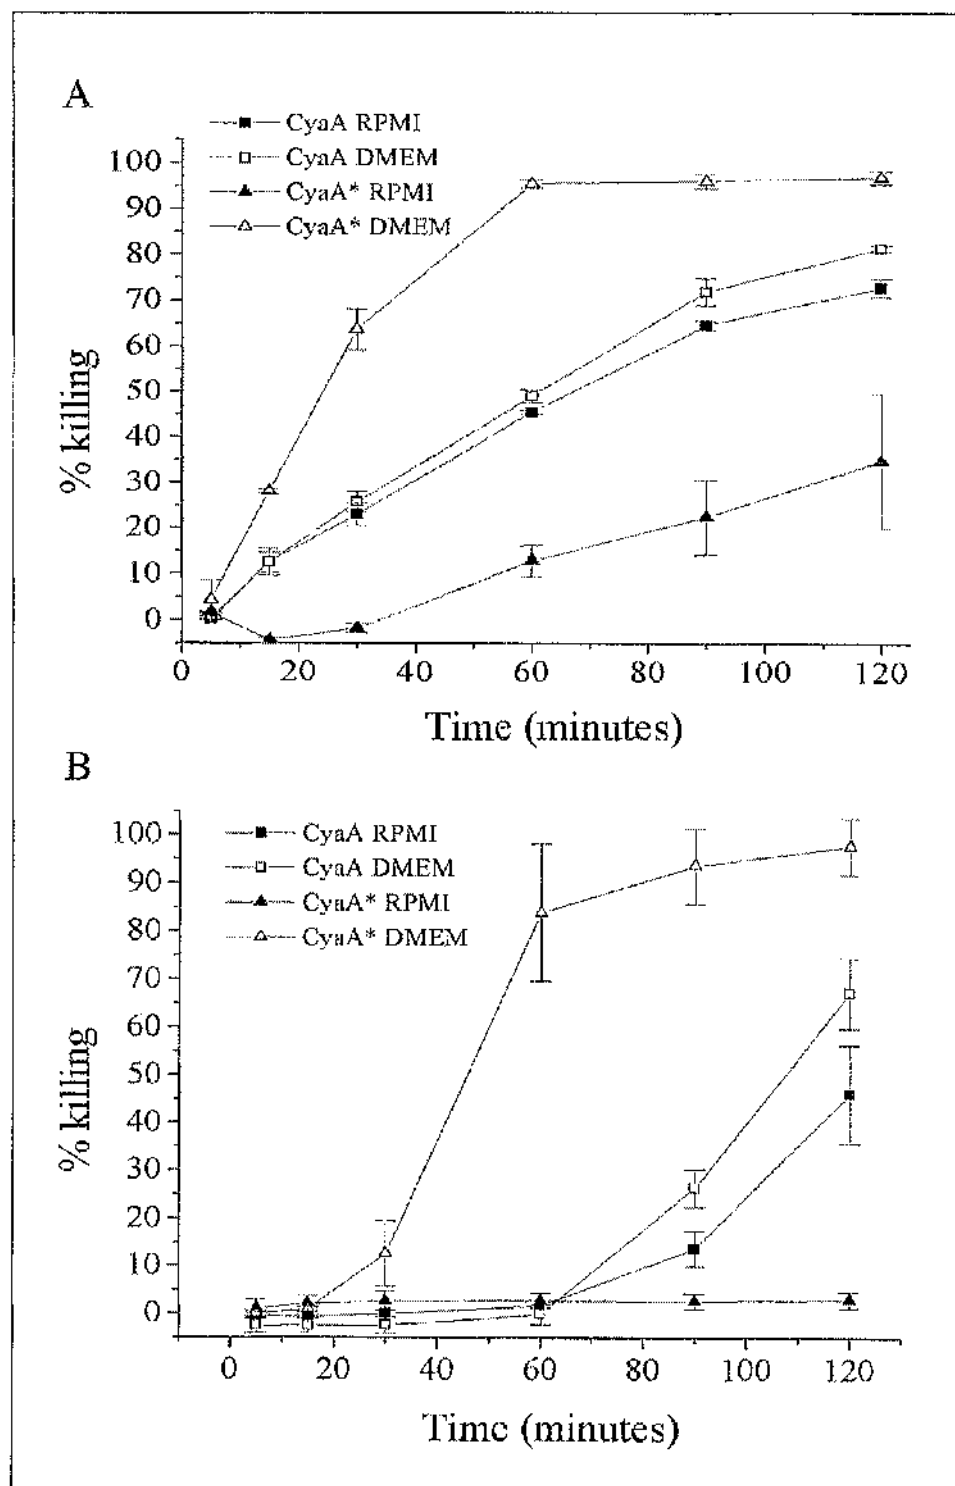 A
CyaA RPMI
CyaA DMEM
CyaA* RPMI
CyaA* DMEM
100
90
80
70
60
50
40
30
20
10
0
% killing
0 20 40 60 80 100 120
Time (minutes)
B
CyaA RPMI
CyaA DMEM
CyaA* RPMI
CyaA* DMEM
100
90
80
70
60
50
40
30
20
10
0
% killing
0 20 40 60 80 100 120
Time (minutes)